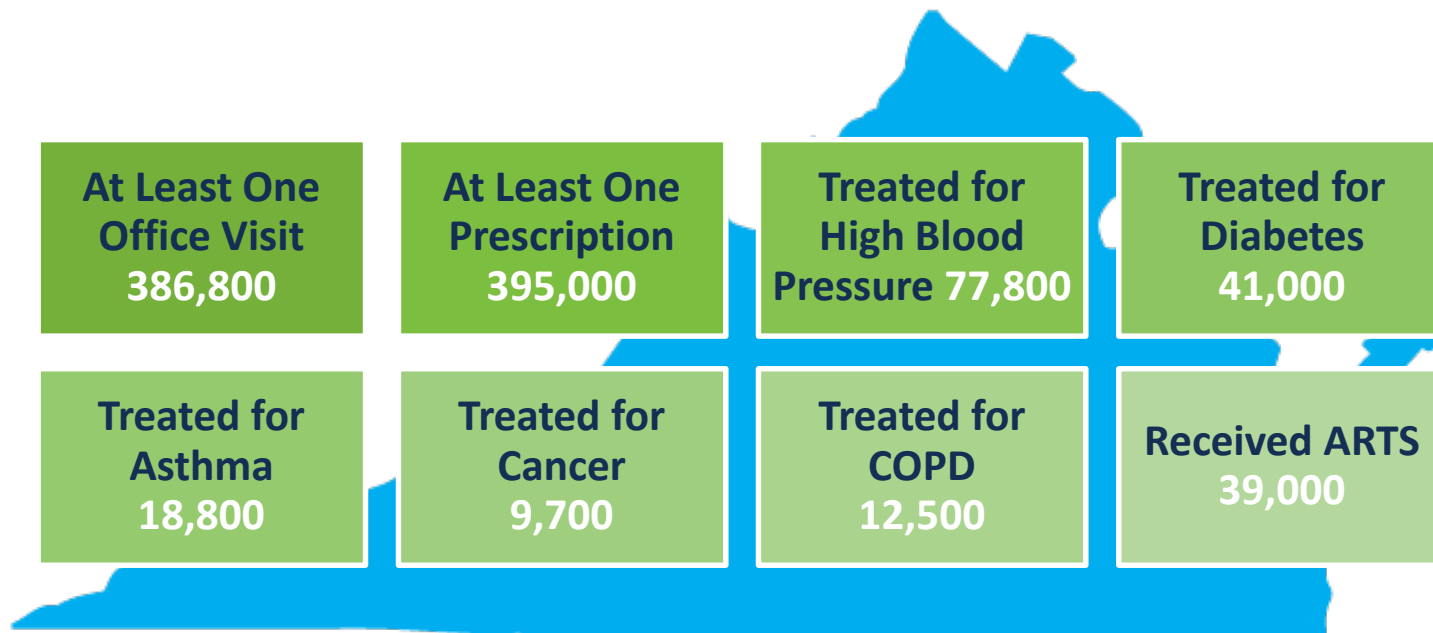 At Least One
Office Visit
386,800
At Least One
Prescription
395,000
Treated for
High Blood
Pressure 77,800
Treated for
Diabetes
41,000
Treated for
Asthma
18,800
Treated for
Cancer
9,700
Treated for
COPD
12,500
Received ARTS
39,000